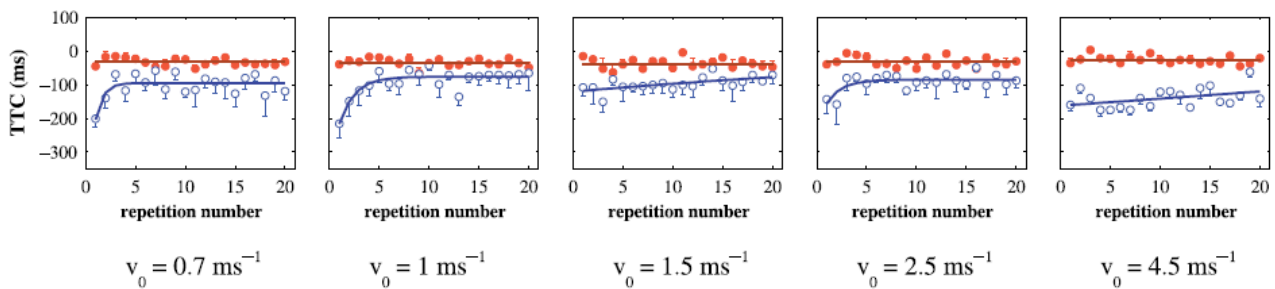 TTC (ms)
100
0
−100
−200
−300
0 5 10 15 20
repetition number
0 5 10 15 20
repetition number
0 5 10 15 20
repetition number
0 5 10 15 20
repetition number
0 5 10 15 20
repetition number
v₀ = 0.7 ms⁻¹
v₀ = 1 ms⁻¹
v₀ = 1.5 ms⁻¹
v₀ = 2.5 ms⁻¹
v₀ = 4.5 ms⁻¹